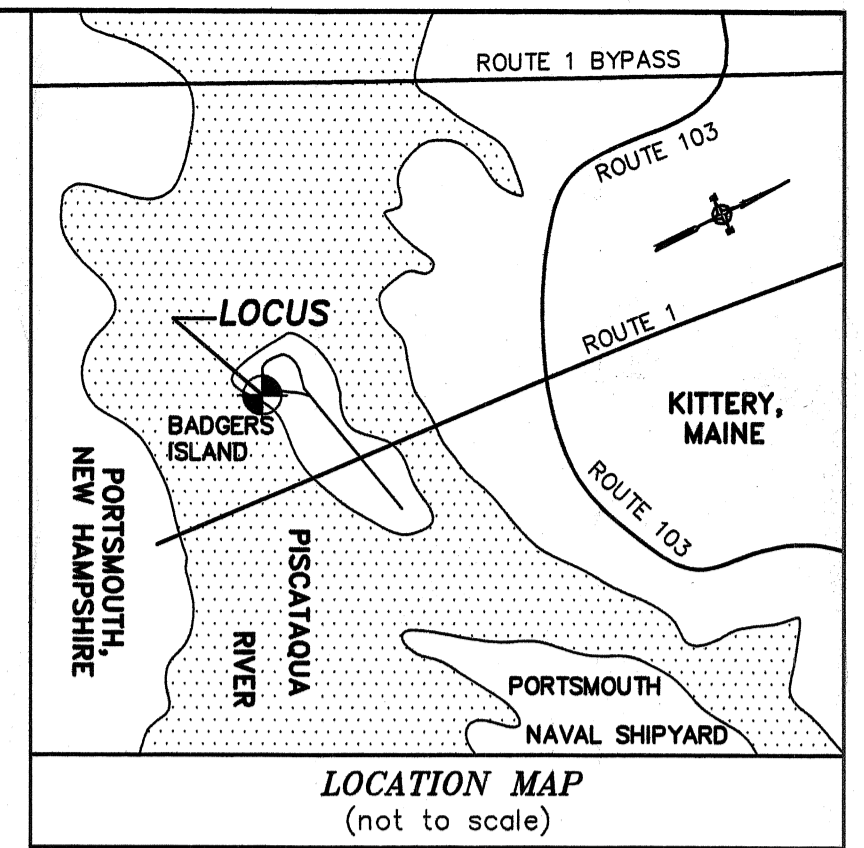 ROUTE 1 BYPASS
ROUTE 103
ROUTE 1
LOCUS
BADGERS
ISLAND
KITTERY,
MAINE
ROUTE 103
PORTSMOUTH,
NEW HAMPSHIRE
PISCATAQUA
RIVER
PORTSMOUTH
NAVAL SHIPYARD
LOCATION MAP
(not to scale)